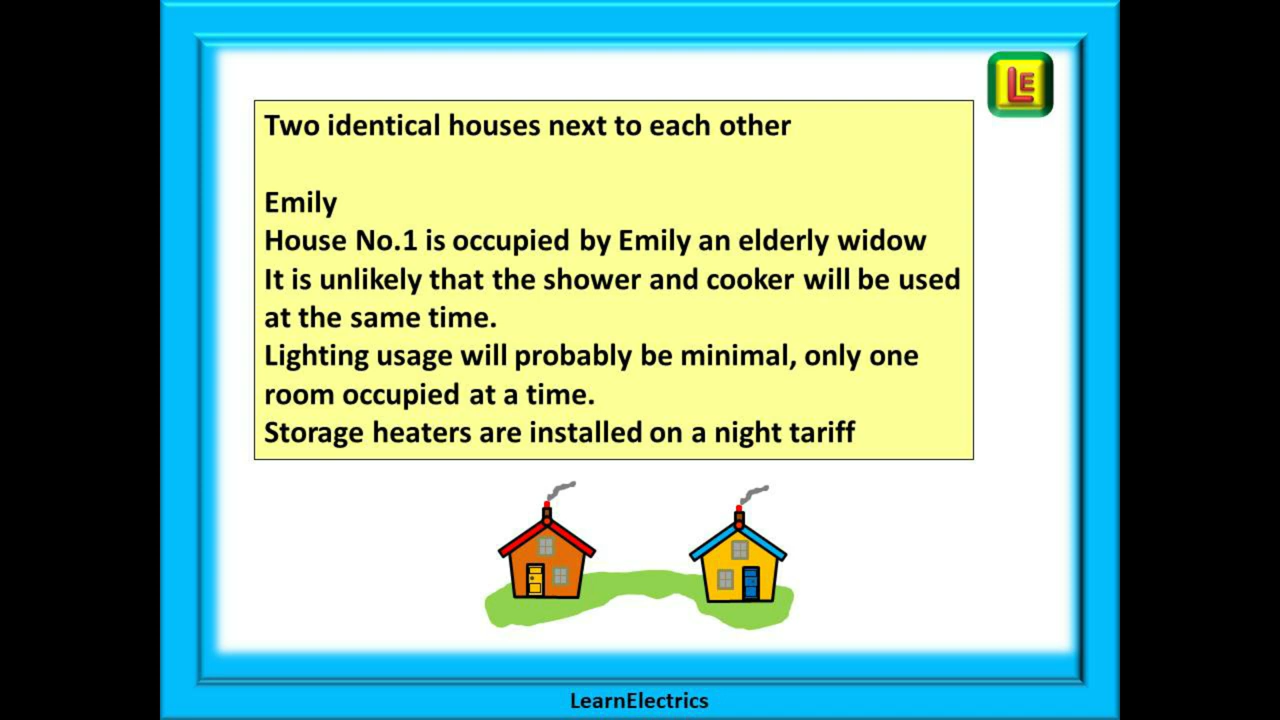 LE
Two identical houses next to each other
Emily
House No.1 is occupied by Emily an elderly widow
It is unlikely that the shower and cooker will be used
at the same time.
Lighting usage will probably be minimal, only one
room occupied at a time.
Storage heaters are installed on a night tariff
LearnElectrics